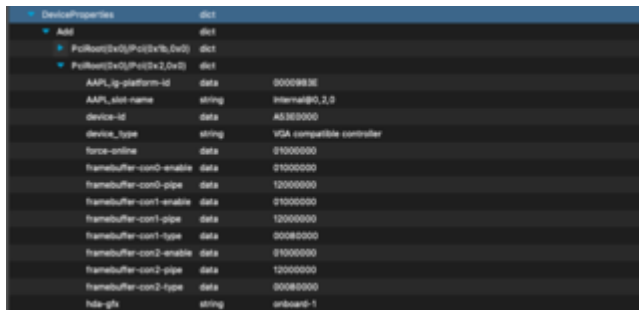 DeviceProperties dict
Add dict
PciRoot(0x0)/Pci(0x1b,0x0) dict
PciRoot(0x0)/Pci(0x2,0x0) dict
AAPL,ig-platform-id data 00009B3E
AAPL,slot-name string Internal@0,2,0
device-id data A53E0000
device_type string VGA compatible controller
force-online data 01000000
framebuffer-con0-enable data 01000000
framebuffer-con0-pipe data 12000000
framebuffer-con1-enable data 01000000
framebuffer-con1-pipe data 12000000
framebuffer-con1-type data 00080000
framebuffer-con2-enable data 01000000
framebuffer-con2-pipe data 12000000
framebuffer-con2-type data 00080000
hda-gfx string onboard-1